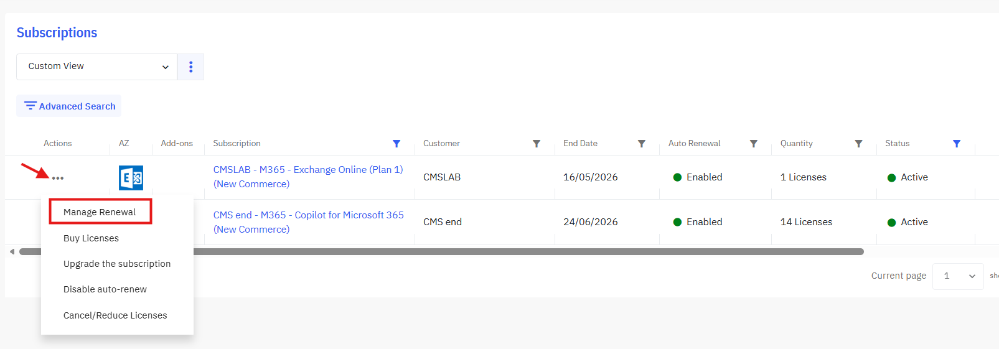 Subscriptions
Custom View
Advanced Search
Actions AZ Add-ons Subscription Customer End Date Auto Renewal Quantity Status
CMSLAB - M365 - Exchange Online (Plan 1)
(New Commerce)
CMSLAB 16/05/2026 Enabled 1 Licenses Active
Manage Renewal
Buy Licenses
Upgrade the subscription
Disable auto-renew
Cancel/Reduce Licenses
CMS end - M365 - Copilot for Microsoft 365
(New Commerce)
CMS end 24/06/2026 Enabled 14 Licenses Active
Current page 1